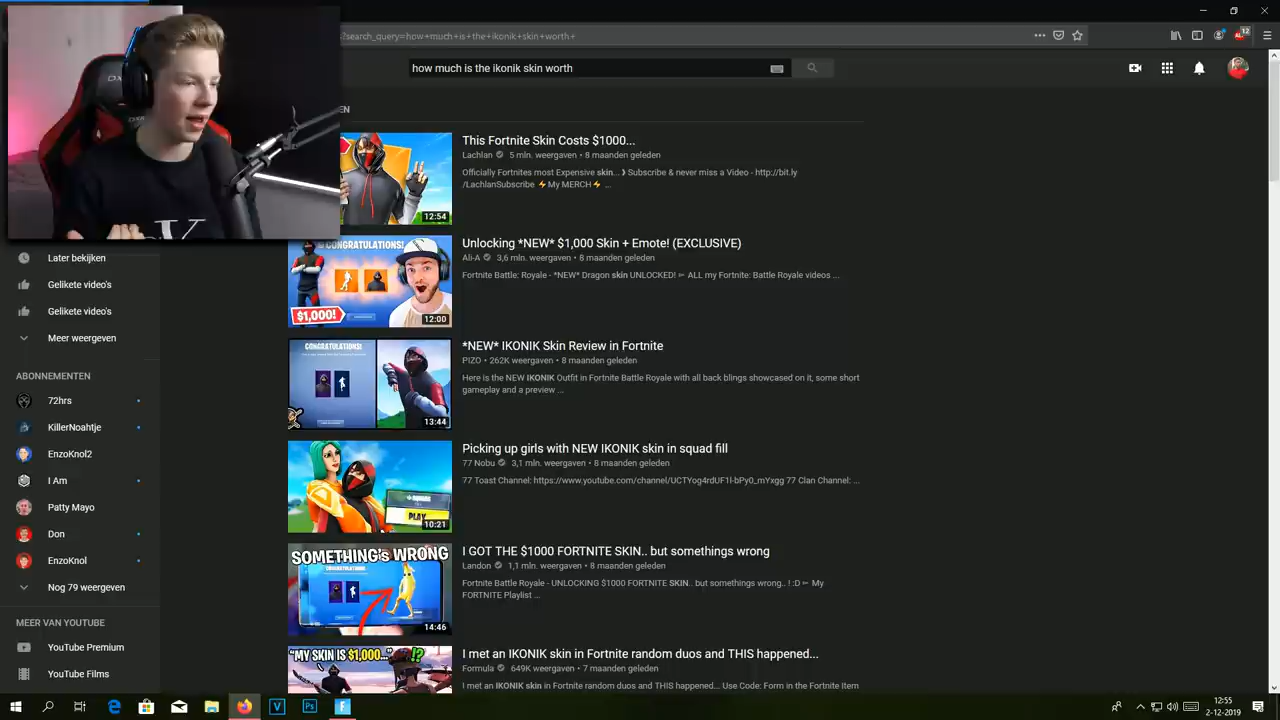 ?search_query=how+much+is+the+ikonik+skin+worth+
12
how much is the ikonik skin worth
EN
This Fortnite Skin Costs $1000...
Lachlan 5 mln. weergaven • 8 maanden geleden
Officially Fortnites most Expensive skin... Subscribe & never miss a Video - http://bit.ly
/LachlanSubscribe ⚡My MERCH⚡ ...
12:54
Unlocking *NEW* $1,000 Skin + Emote! (EXCLUSIVE)
Ali-A 3,6 mln. weergaven • 8 maanden geleden
Fortnite Battle: Royale - *NEW* Dragon skin UNLOCKED! ► ALL my Fortnite: Battle Royale videos ...
CONGRATULATIONS!
$1,000!
12:00
*NEW* IKONIK Skin Review in Fortnite
PIZO • 262K weergaven • 8 maanden geleden
Here is the NEW IKONIK Outfit in Fortnite Battle Royale with all back blings showcased on it, some short
gameplay and a preview ...
CONGRATULATIONS!
13:44
Picking up girls with NEW IKONIK skin in squad fill
77 Nobu 3,1 mln. weergaven • 8 maanden geleden
77 Toast Channel: https://www.youtube.com/channel/UCTYog4rdUF1l-bPy0_mYxgg 77 Clan Channel: ...
PLAY
10:21
I GOT THE $1000 FORTNITE SKIN.. but somethings wrong
Landon 1,1 mln. weergaven • 8 maanden geleden
Fortnite Battle Royale - UNLOCKING $1000 FORTNITE SKIN.. but somethings wrong.. ! :D ► My
FORTNITE Playlist ...
SOMETHING'S WRONG
CONGRATULATIONS!
14:46
I met an IKONIK skin in Fortnite random duos and THIS happened...
Formula 649K weergaven • 7 maanden geleden
I met an IKONIK skin in Fortnite random duos and THIS happened... Use Code: Form in the Fortnite Item
"MY SKIN IS $1,000..." !?
Later bekijken
Gelikete video's
Gelikete video's
Meer weergeven
ABONNEMENTEN
72hrs
KillerNoahtje
EnzoKnol2
I Am
Patty Mayo
Don
EnzoKnol
Nog 79 weergeven
MEER VAN YOUTUBE
YouTube Premium
YouTube Films
12:55
2-12-2019